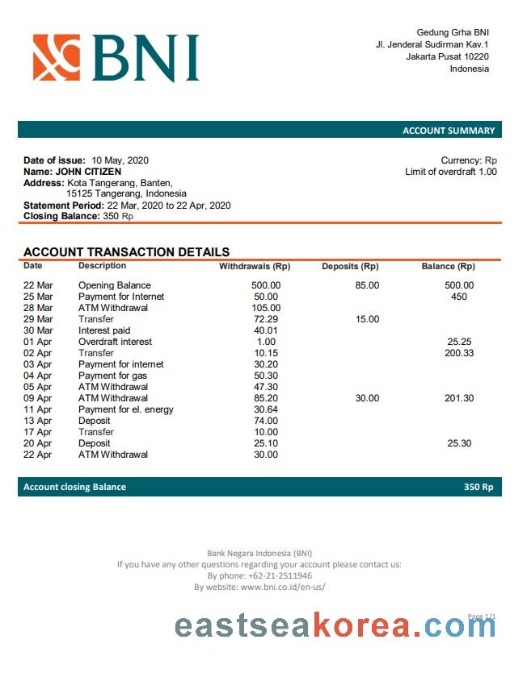 BNI
Gedung Grha BNI
Jl. Jenderal Sudirman Kav.1
Jakarta Pusat 10220
Indonesia
ACCOUNT SUMMARY
Date of issue: 10 May, 2020
Currency: Rp
Name: JOHN CITIZEN
Limit of overdraft 1.00
Address: Kota Tangerang, Banten,
15125 Tangerang, Indonesia
Statement Period: 22 Mar, 2020 to 22 Apr, 2020
Closing Balance: 350 Rp
ACCOUNT TRANSACTION DETAILS
Date Description Withdrawals (Rp) Deposits (Rp) Balance (Rp)
22 Mar Opening Balance 500.00 85.00 500.00
25 Mar Payment for Internet 50.00 450
28 Mar ATM Withdrawal 105.00
29 Mar Transfer 72.29 15.00
30 Mar Interest paid 40.01
01 Apr Overdraft interest 1.00 25.25
02 Apr Transfer 10.15 200.33
03 Apr Payment for internet 30.20
04 Apr Payment for gas 50.30
05 Apr ATM Withdrawal 47.30
09 Apr ATM Withdrawal 85.20 30.00 201.30
11 Apr Payment for el. energy 30.64
13 Apr Deposit 74.00
17 Apr Transfer 10.00
20 Apr Deposit 25.10 25.30
22 Apr ATM Withdrawal 30.00
Account closing Balance 350 Rp
Bank Negara Indonesia (BNI)
If you have any other questions regarding your account please contact us:
By phone: +62-21-2511946
By website: www.bni.co.id/en-us/
Page 1/1
eastseakorea.com